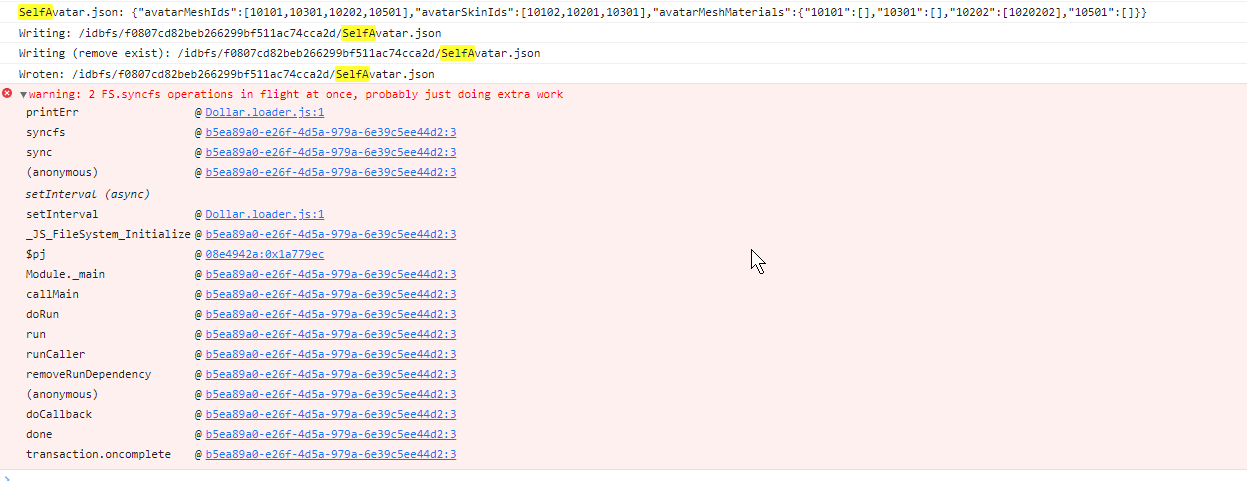 SelfAvatar.json: {"avatarMeshIds":[10101,10301,10202,10501],"avatarSkinIds":[10102,10201,10301],"avatarMeshMaterials":{"10101":[],"10301":[],"10202":[1020202],"10501":[]}}
Writing: /idbfs/f0807cd82beb266299bf511ac74cca2d/SelfAvatar.json
Writing (remove exist): /idbfs/f0807cd82beb266299bf511ac74cca2d/SelfAvatar.json
Wroten: /idbfs/f0807cd82beb266299bf511ac74cca2d/SelfAvatar.json
▼warning: 2 FS.syncfs operations in flight at once, probably just doing extra work
printErr @ Dollar.loader.js:1
syncfs @ b5ea89a0-e26f-4d5a-979a-6e39c5ee44d2:3
sync @ b5ea89a0-e26f-4d5a-979a-6e39c5ee44d2:3
(anonymous) @ b5ea89a0-e26f-4d5a-979a-6e39c5ee44d2:3
setInterval (async)
setInterval @ Dollar.loader.js:1
_JS_FileSystem_Initialize @ b5ea89a0-e26f-4d5a-979a-6e39c5ee44d2:3
$pj @ 08e4942a:0x1a779ec
Module._main @ b5ea89a0-e26f-4d5a-979a-6e39c5ee44d2:3
callMain @ b5ea89a0-e26f-4d5a-979a-6e39c5ee44d2:3
doRun @ b5ea89a0-e26f-4d5a-979a-6e39c5ee44d2:3
run @ b5ea89a0-e26f-4d5a-979a-6e39c5ee44d2:3
runCaller @ b5ea89a0-e26f-4d5a-979a-6e39c5ee44d2:3
removeRunDependency @ b5ea89a0-e26f-4d5a-979a-6e39c5ee44d2:3
(anonymous) @ b5ea89a0-e26f-4d5a-979a-6e39c5ee44d2:3
doCallback @ b5ea89a0-e26f-4d5a-979a-6e39c5ee44d2:3
done @ b5ea89a0-e26f-4d5a-979a-6e39c5ee44d2:3
transaction.oncomplete @ b5ea89a0-e26f-4d5a-979a-6e39c5ee44d2:3